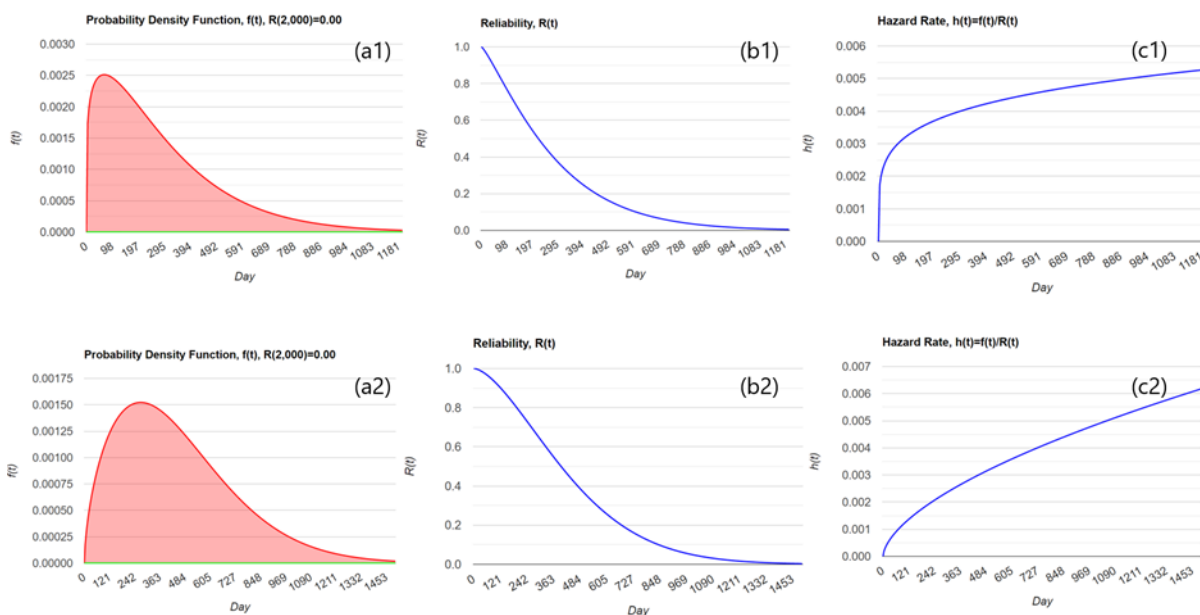 Probability Density Function, f(t), R(2,000)=0.00
(a1)
0.0030
0.0025
0.0020
0.0015
0.0010
0.0005
0.0000
f(t)
0 98 197 295 394 492 591 689 788 886 984 1083 1181
Day
Reliability, R(t)
(b1)
1.0
0.8
0.6
0.4
0.2
0.0
R(t)
0 98 197 295 394 492 591 689 788 886 984 1083 1181
Day
Hazard Rate, h(t)=f(t)/R(t)
(c1)
0.006
0.005
0.004
0.003
0.002
0.001
0.000
h(t)
0 98 197 295 394 492 591 689 788 886 984 1083 1181
Day
Probability Density Function, f(t), R(2,000)=0.00
(a2)
0.00175
0.00150
0.00125
0.00100
0.00075
0.00050
0.00025
0.00000
f(t)
0 121 242 363 484 605 727 848 969 1090 1211 1332 1453
Day
Reliability, R(t)
(b2)
1.0
0.8
0.6
0.4
0.2
0.0
R(t)
0 121 242 363 484 605 727 848 969 1090 1211 1332 1453
Day
Hazard Rate, h(t)=f(t)/R(t)
(c2)
0.007
0.006
0.005
0.004
0.003
0.002
0.001
0.000
h(t)
0 121 242 363 484 605 727 848 969 1090 1211 1332 1453
Day